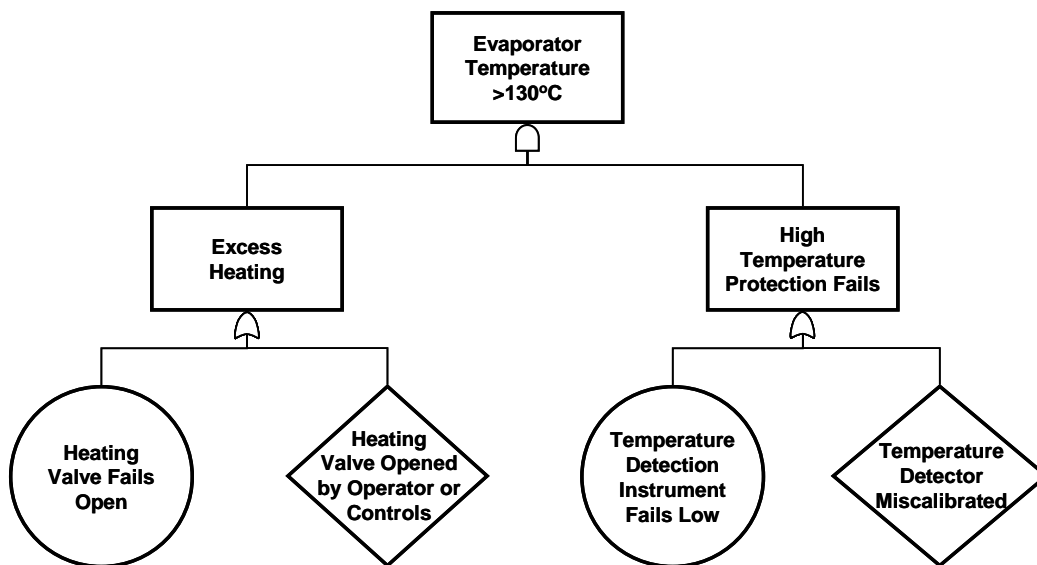 Evaporator
Temperature
>130ºC
Excess
Heating
High
Temperature
Protection Fails
Heating
Valve Fails
Open
Heating
Valve Opened
by Operator or
Controls
Temperature
Detection
Instrument
Fails Low
Temperature
Detector
Miscalibrated